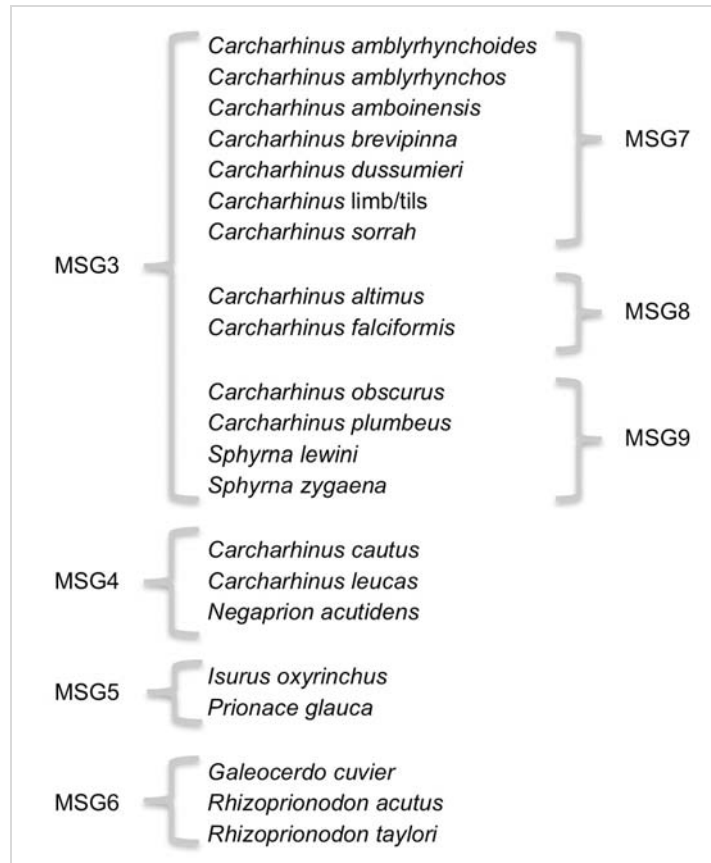 Carcharhinus amblyrhynchoides
Carcharhinus amblyrhynchos
Carcharhinus amboinensis
Carcharhinus brevipinna
MSG7
Carcharhinus dussumieri
Carcharhinus limb/tils
Carcharhinus sorrah
MSG3
Carcharhinus altimus
MSG8
Carcharhinus falciformis
Carcharhinus obscurus
Carcharhinus plumbeus
MSG9
Sphyrna lewini
Sphyrna zygaena
Carcharhinus cautus
MSG4
Carcharhinus leucas
Negaprion acutidens
Isurus oxyrinchus
MSG5
Prionace glauca
Galeocerdo cuvier
MSG6
Rhizoprionodon acutus
Rhizoprionodon taylori